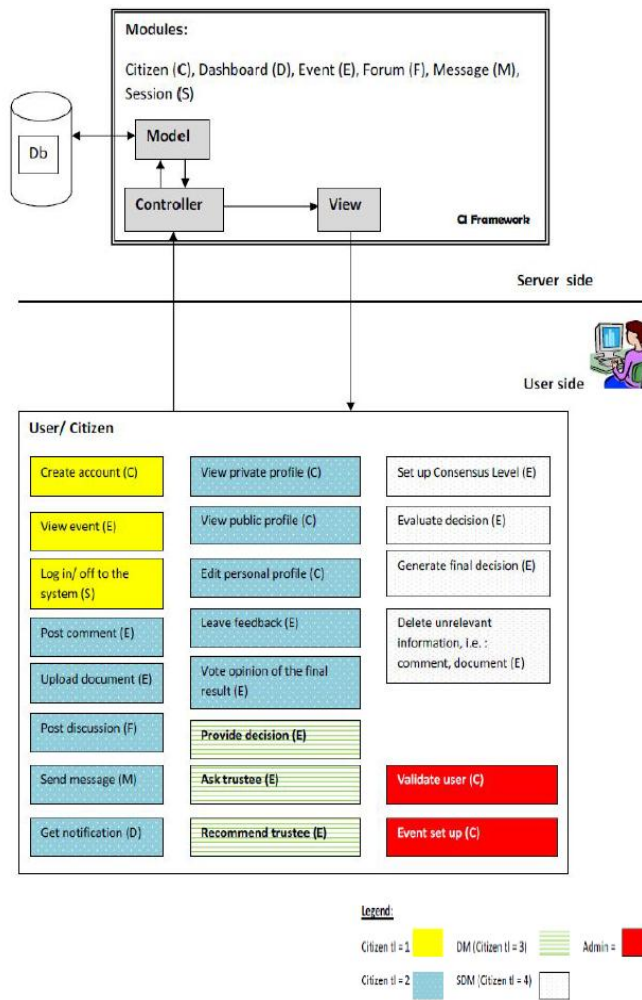 Modules:
Citizen (C), Dashboard (D), Event (E), Forum (F), Message (M),
Session (S)
Db
Model
Controller
View
CI Framework
Server side
User side
User/ Citizen
Create account (C)
View event (E)
Log in/ off to the
system (S)
Post comment (E)
Upload document (E)
Post discussion (F)
Send message (M)
Get notification (D)
View private profile (C)
View public profile (C)
Edit personal profile (C)
Leave feedback (E)
Vote opinion of the final
result (E)
Provide decision (E)
Ask trustee (E)
Recommend trustee (E)
Set up Consensus Level (E)
Evaluate decision (E)
Generate final decision (E)
Delete unrelevant
information, i.e. :
comment, document (E)
Validate user (C)
Event set up (C)
Legend:
Citizen tl = 1
DM (Citizen tl = 3)
Admin =
Citizen tl = 2
SDM (Citizen tl = 4)